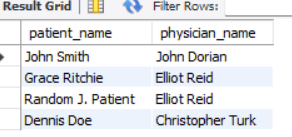 Result Grid Filter Rows:
patient_name physician_name
John Smith John Dorian
Grace Ritchie Elliot Reid
Random J. Patient Elliot Reid
Dennis Doe Christopher Turk